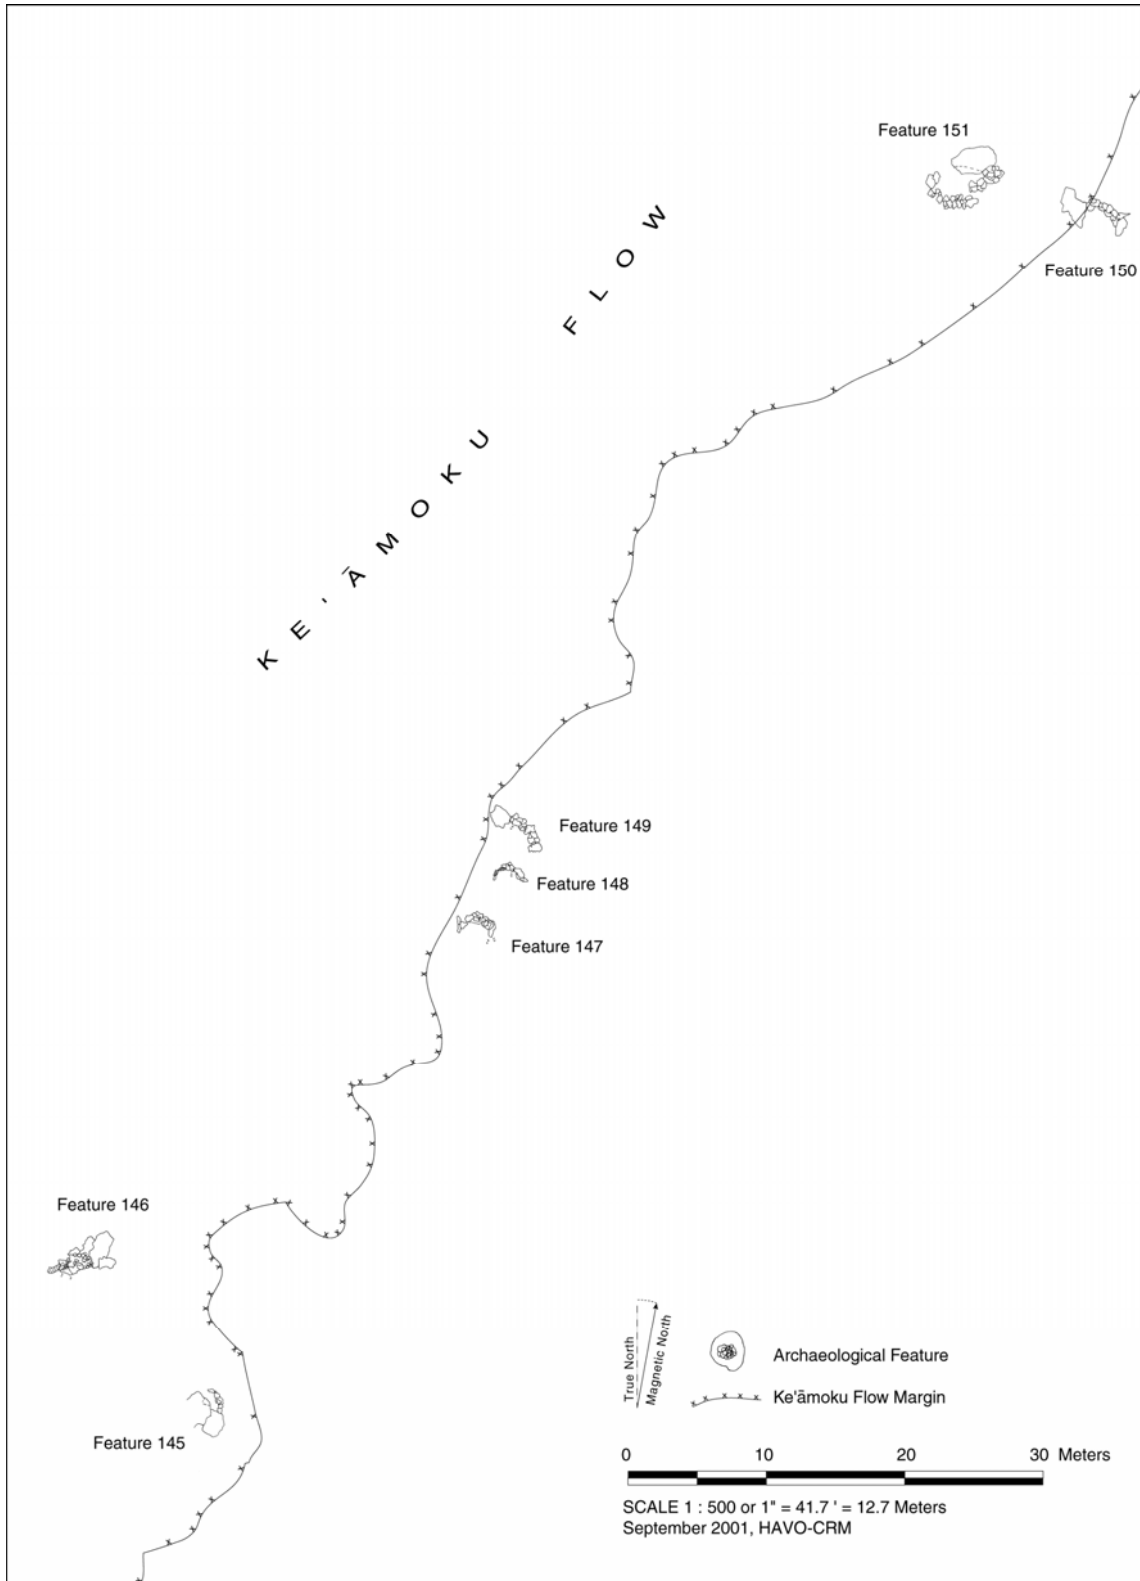 Feature 151
Feature 150
KE'ĀMOKU FLOW
Feature 149
Feature 148
Feature 147
Feature 146
Feature 145
True North
Magnetic North
Archaeological Feature
Ke'āmoku Flow Margin
0 10 20 30 Meters
SCALE 1 : 500 or 1" = 41.7 ' = 12.7 Meters
September 2001, HAVO-CRM